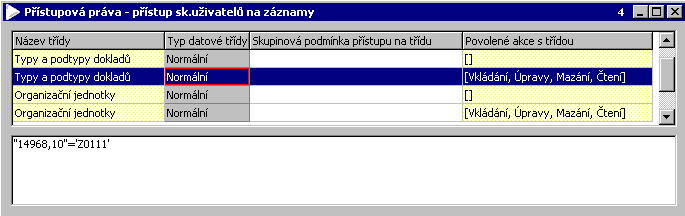 Přístupová práva - přístup sk.uživatelů na záznamy 4
Název třídy Typ datové třídy Skupinová podmínka přístupu na třídu Povolené akce s třídou
Typy a podtypy dokladů Normální []
Typy a podtypy dokladů Normální [Vkládání, Úpravy, Mazání, Čtení]
Organizační jednotky Normální []
Organizační jednotky Normální [Vkládání, Úpravy, Mazání, Čtení]
"14968,10"='Z0111'